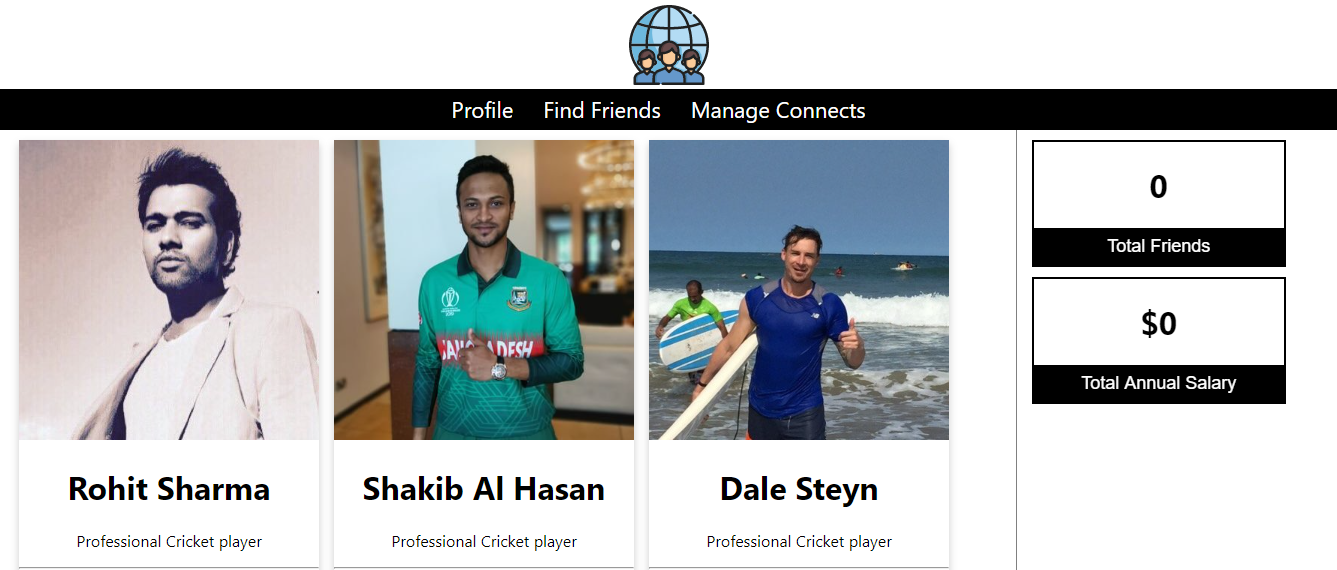 Profile Find Friends Manage Connects
BANGLADESH
Rohit Sharma
Professional Cricket player
Shakib Al Hasan
Professional Cricket player
Dale Steyn
Professional Cricket player
0
Total Friends
$0
Total Annual Salary